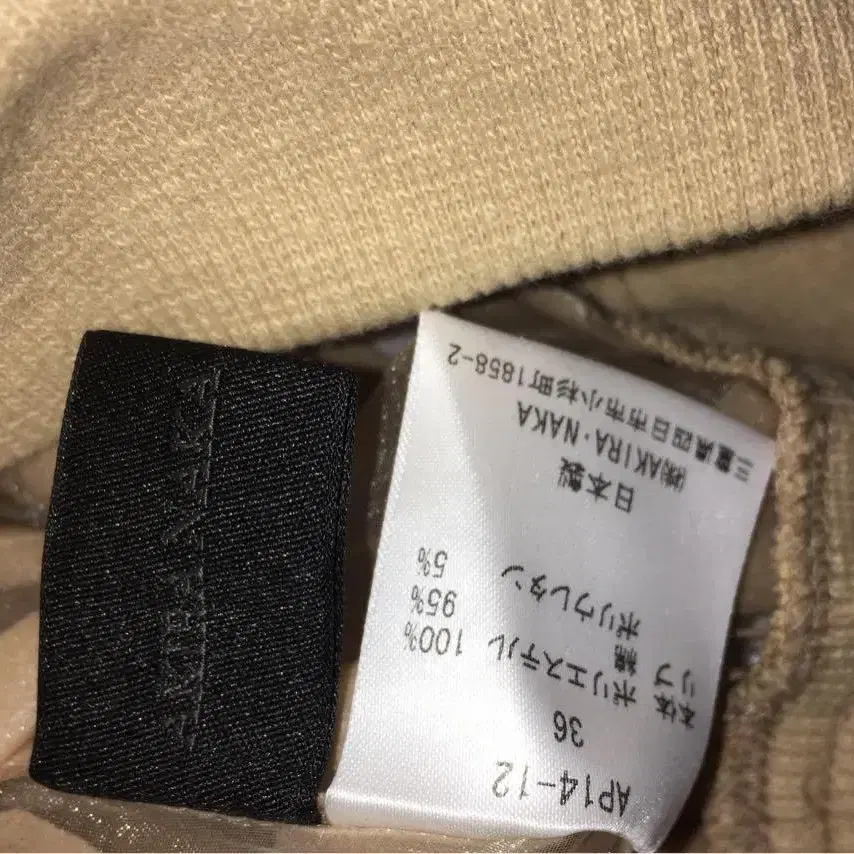 AKIRA NAKA
AP14-12
36
本体 ポリエステル 100%
リブ 綿 95%
ポリウレタン 5%
日本製
㈱AKIRA・NAKA
三重県四日市市小杉町1858-2